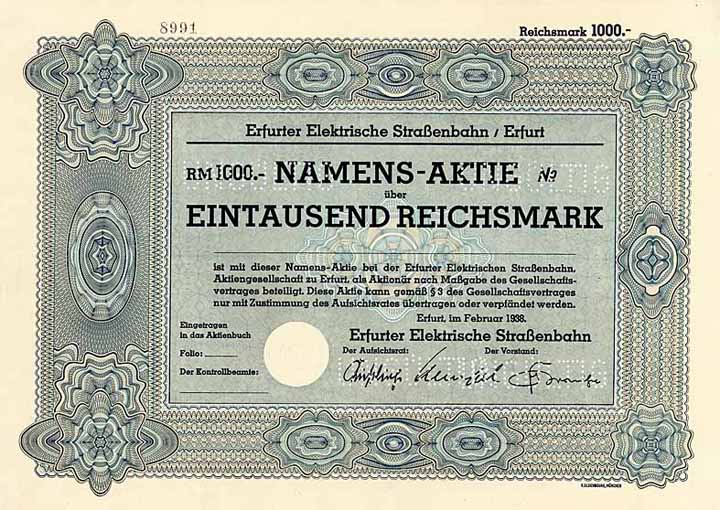 8991
Reichsmark 1000.-
Erfurter Elektrische Straßenbahn / Erfurt
RM 1000.- NAMENS-AKTIE №
über
EINTAUSEND REICHSMARK
ist mit dieser Namens-Aktie bei der Erfurter Elektrischen Straßenbahn,
Aktiengesellschaft zu Erfurt, als Aktionär nach Maßgabe des Gesellschafts-
vertrages beteiligt. Diese Aktie kann gemäß § 3 des Gesellschaftsvertrages
nur mit Zustimmung des Aufsichtsrates übertragen oder verpfändet werden.
Erfurt, im Februar 1938.
Eingetragen
in das Aktienbuch
Folio:
Der Kontrollbeamte:
Erfurter Elektrische Straßenbahn
Der Aufsichtsrat: Der Vorstand:
R. OLDENBOURG, MÜNCHEN